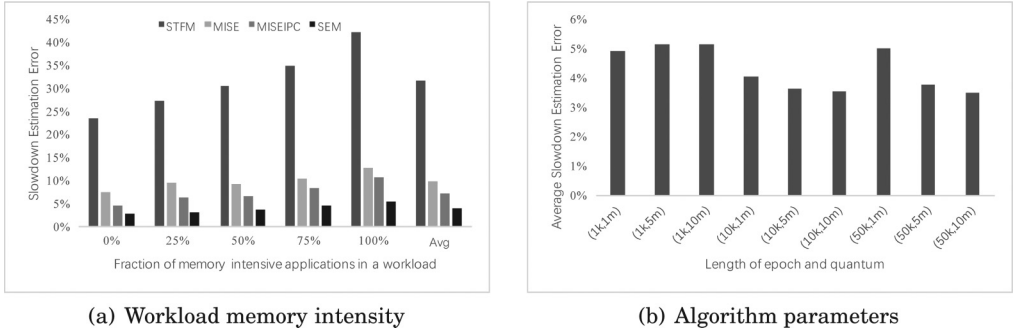 45%
40%
35%
30%
25%
20%
15%
10%
5%
0%
Slowdown Estimation Error
STFM MISE MISEIPC SEM
0% 25% 50% 75% 100% Avg
Fraction of memory intensive applications in a workload
(a) Workload memory intensity
6%
5%
4%
3%
2%
1%
0%
Average Slowdown Estimation Error
(1k,1m) (1k,5m) (1k,10m) (10k,1m) (10k,5m) (10k,10m) (50k,1m) (50k,5m) (50k,10m)
Length of epoch and quantum
(b) Algorithm parameters